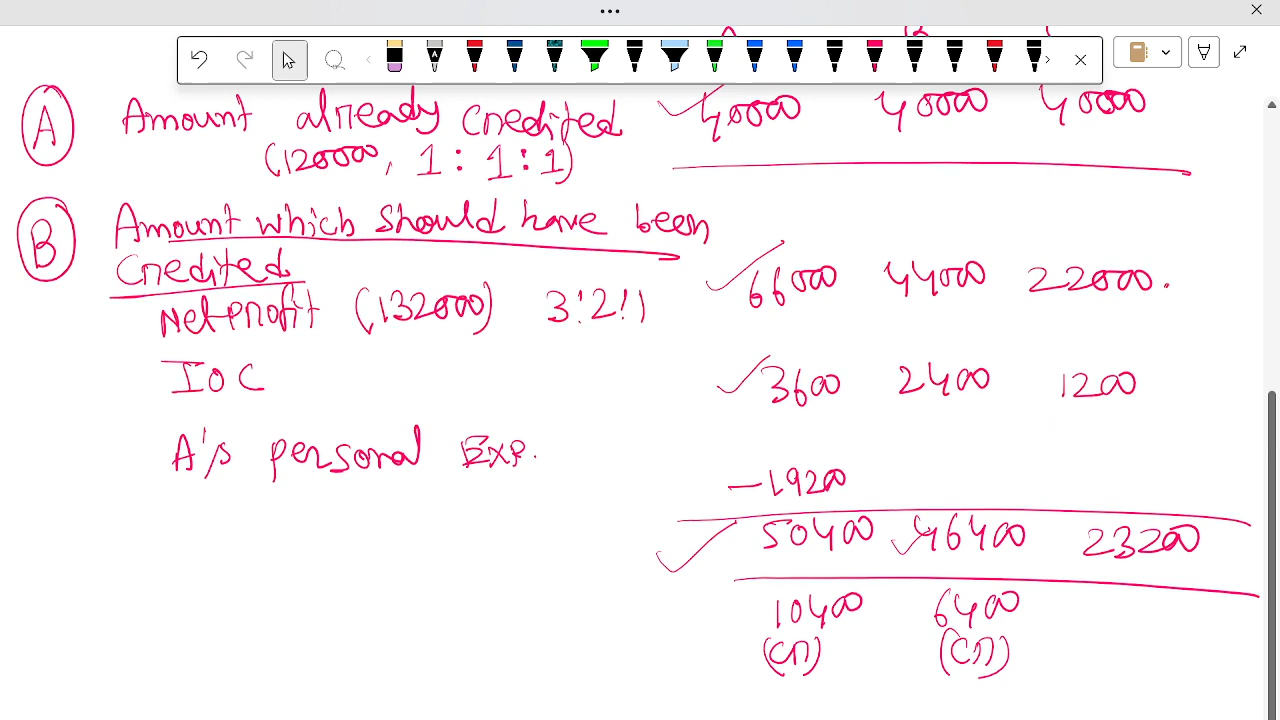 A Amount already credited 40000 40000 40000
(120000, 1 : 1 : 1)
B Amount which should have been
credited
Net profit (132000) 3:2:1 66000 44000 22000.
IOC 3600 2400 1200
A's personal Exp.
-19200
50400 46400 23200
10400 6400
(Cr) (Cr)